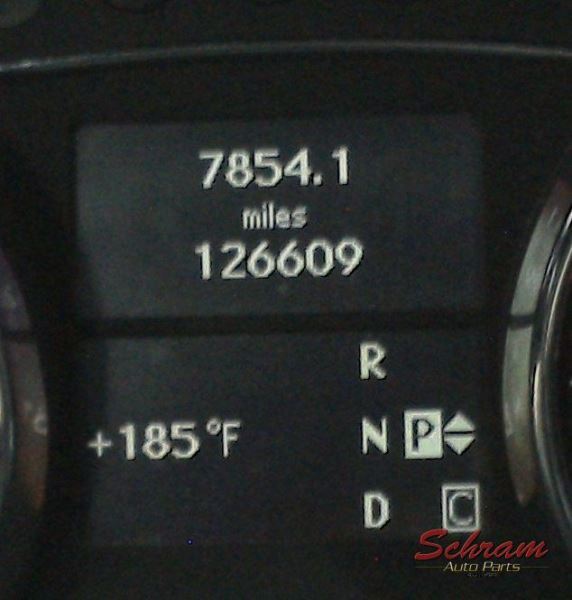 7854.1
miles
126609
R
+185°F N P
D C
Schram
Auto Parts